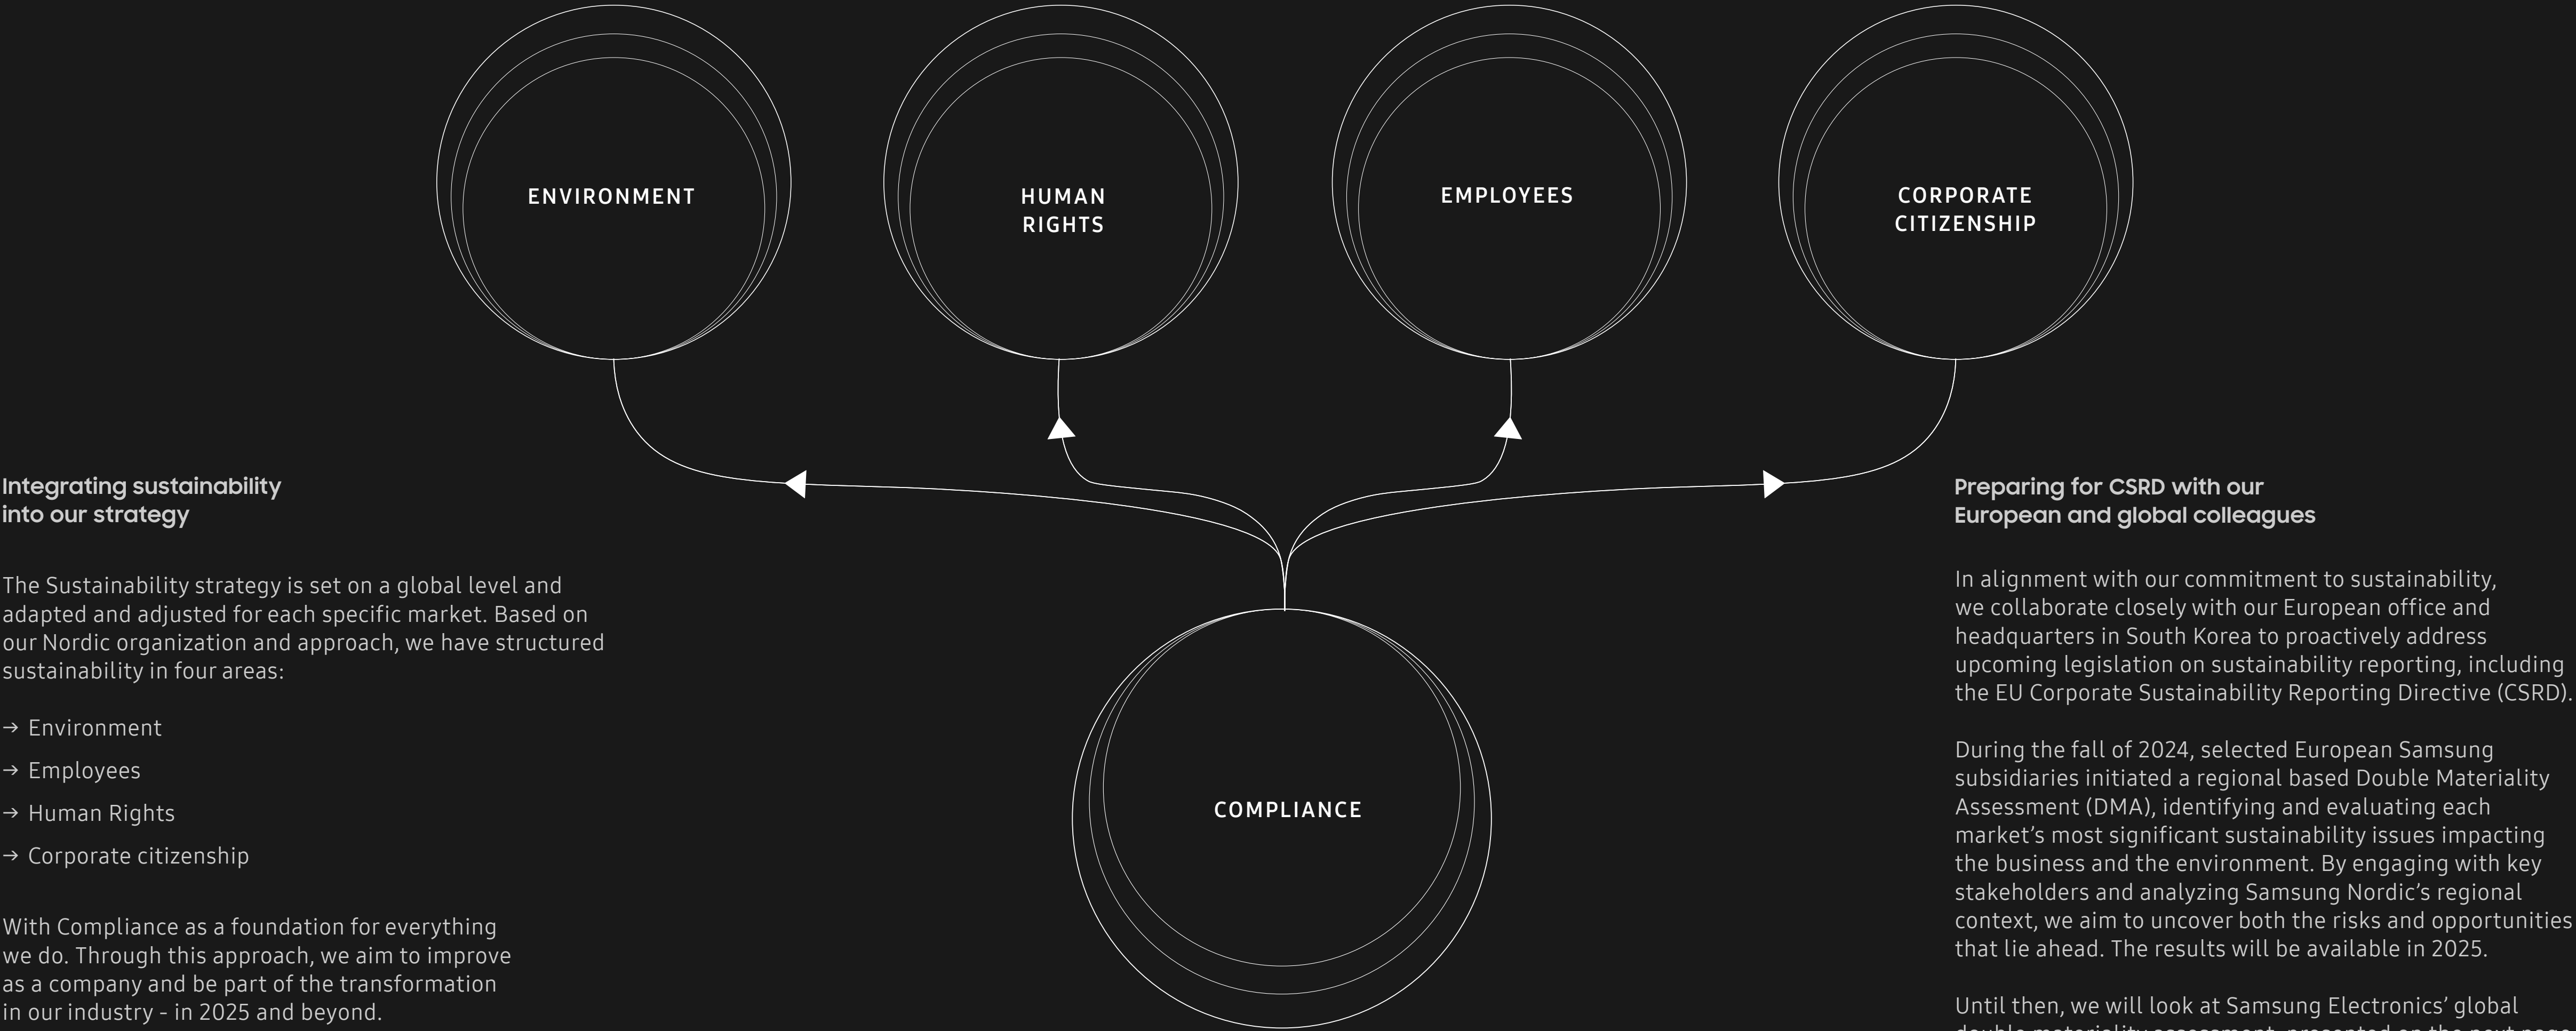 ENVIRONMENT
HUMAN
RIGHTS
EMPLOYEES
CORPORATE
CITIZENSHIP
COMPLIANCE
Integrating sustainability
into our strategy
The Sustainability strategy is set on a global level and
adapted and adjusted for each specific market. Based on
our Nordic organization and approach, we have structured
sustainability in four areas:
→ Environment
→ Employees
→ Human Rights
→ Corporate citizenship
With Compliance as a foundation for everything
we do. Through this approach, we aim to improve
as a company and be part of the transformation
in our industry - in 2025 and beyond.
Preparing for CSRD with our
European and global colleagues
In alignment with our commitment to sustainability,
we collaborate closely with our European office and
headquarters in South Korea to proactively address
upcoming legislation on sustainability reporting, including
the EU Corporate Sustainability Reporting Directive (CSRD).
During the fall of 2024, selected European Samsung
subsidiaries initiated a regional based Double Materiality
Assessment (DMA), identifying and evaluating each
market’s most significant sustainability issues impacting
the business and the environment. By engaging with key
stakeholders and analyzing Samsung Nordic’s regional
context, we aim to uncover both the risks and opportunities
that lie ahead. The results will be available in 2025.
Until then, we will look at Samsung Electronics’ global